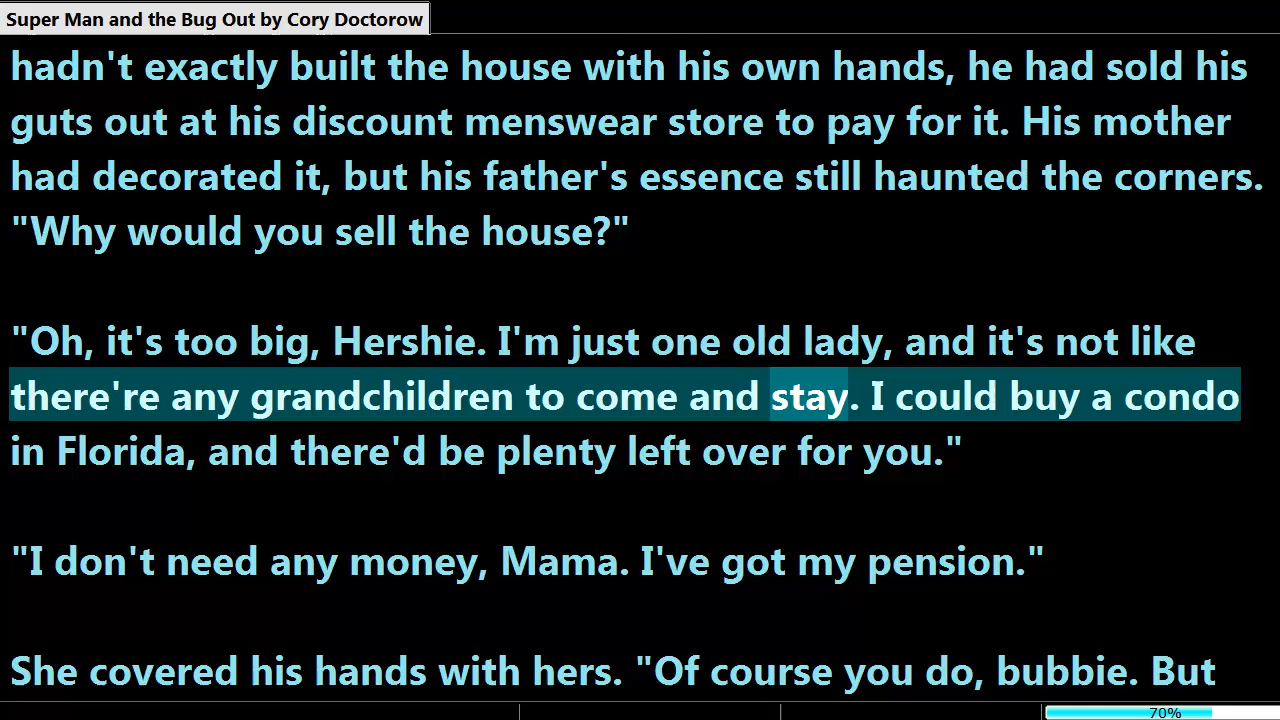 Super Man and the Bug Out by Cory Doctorow
hadn't exactly built the house with his own hands, he had sold his
guts out at his discount menswear store to pay for it. His mother
had decorated it, but his father's essence still haunted the corners.
"Why would you sell the house?"
"Oh, it's too big, Hershie. I'm just one old lady, and it's not like
there're any grandchildren to come and stay. I could buy a condo
in Florida, and there'd be plenty left over for you."
"I don't need any money, Mama. I've got my pension."
She covered his hands with hers. "Of course you do, bubbie. But
70%